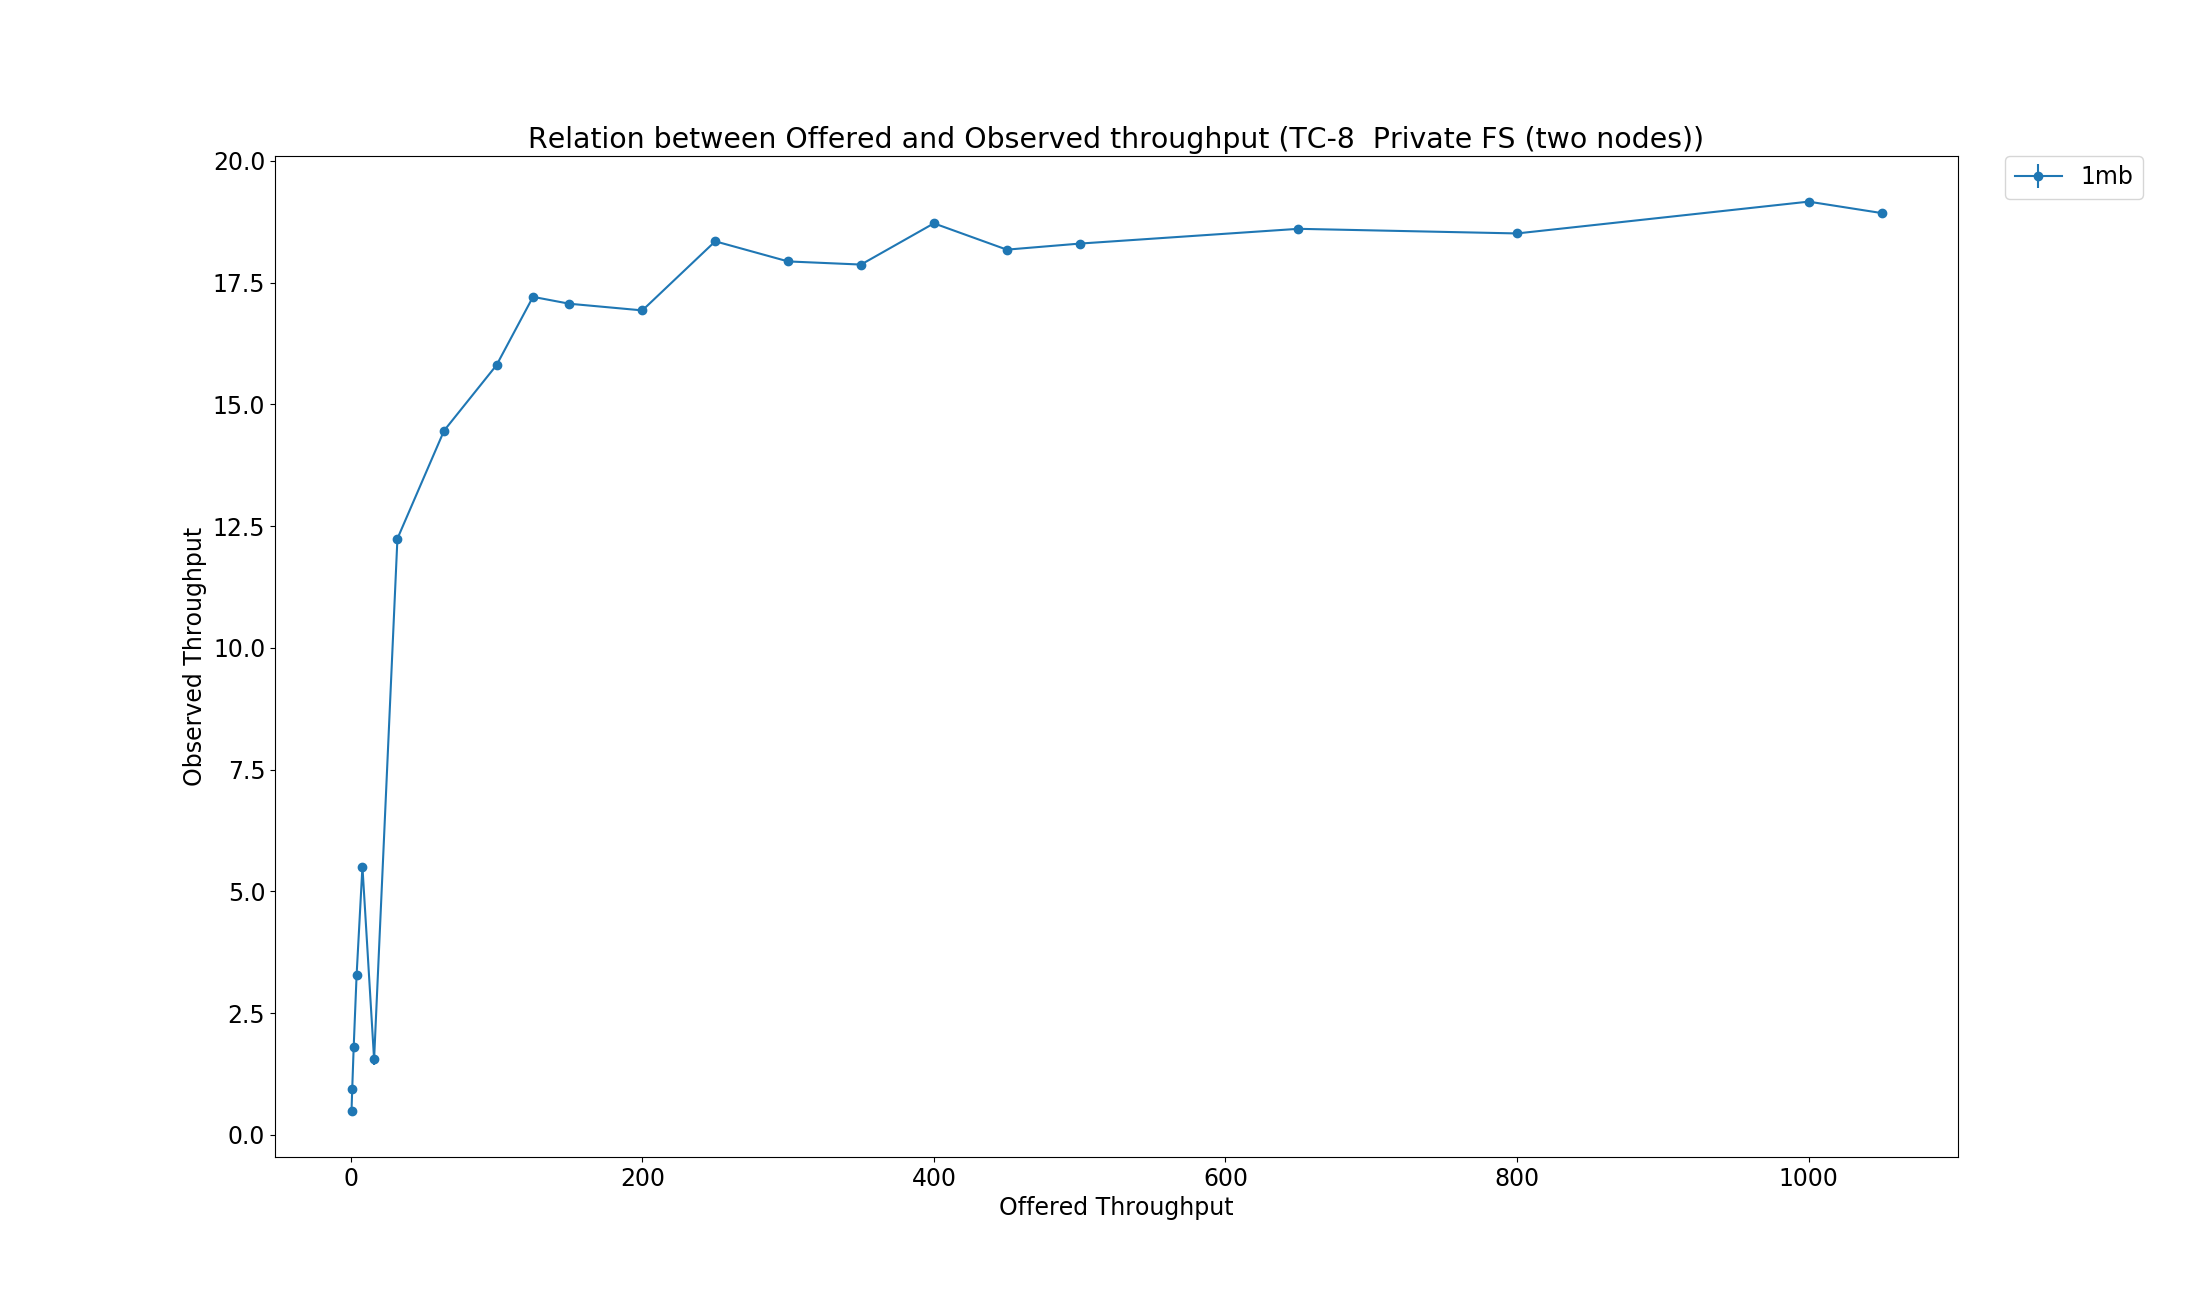 Relation between Offered and Observed throughput (TC-8  Private FS (two nodes))
1mb
20.0
17.5
15.0
12.5
10.0
7.5
5.0
2.5
0.0
Observed Throughput
0 200 400 600 800 1000
Offered Throughput